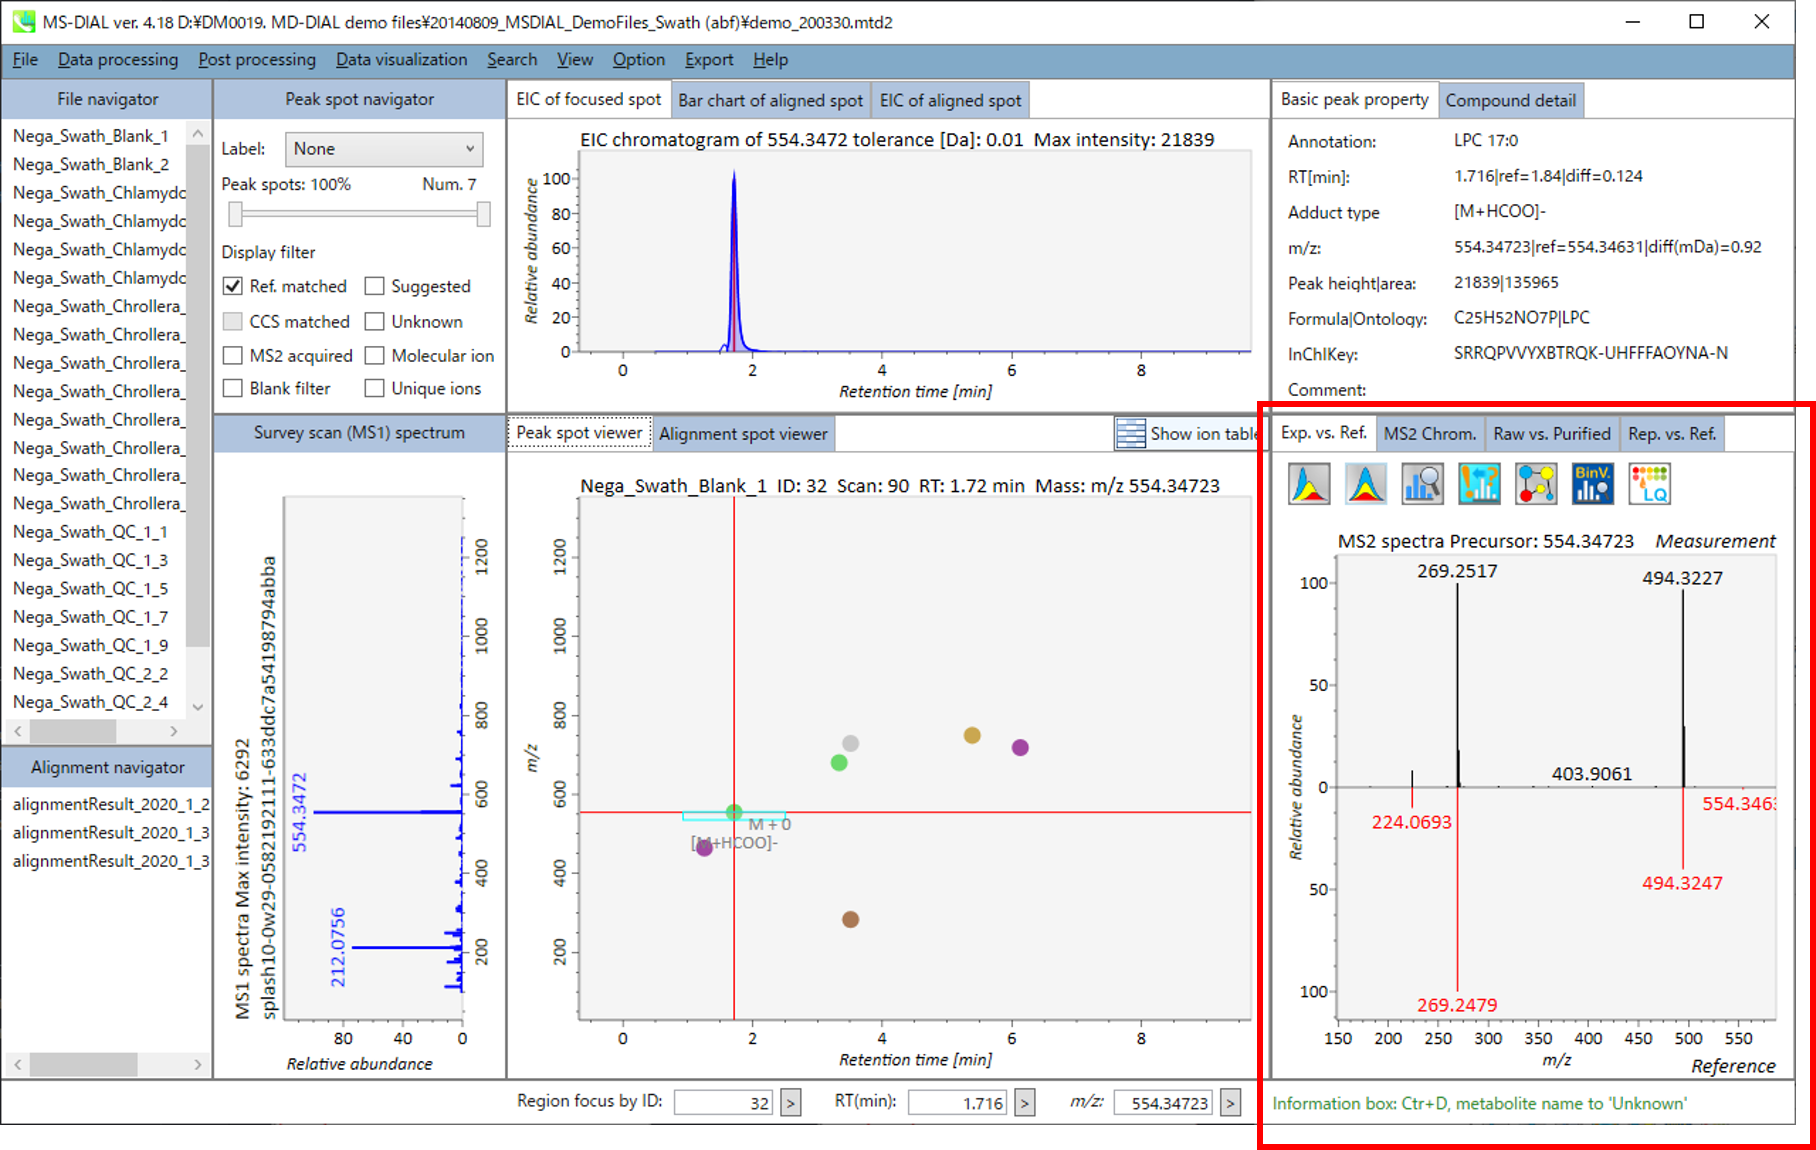 MS-DIAL ver. 4.18 D:¥DM0019. MD-DIAL demo files¥20140809_MSDIAL_DemoFiles_Swath (abf)¥demo_200330.mtd2
File Data processing Post processing Data visualization Search View Option Export Help
File navigator
Nega_Swath_Blank_1
Nega_Swath_Blank_2
Nega_Swath_Chlamydo
Nega_Swath_Chlamydo
Nega_Swath_Chlamydo
Nega_Swath_Chlamydo
Nega_Swath_Chrollera_
Nega_Swath_Chrollera_
Nega_Swath_Chrollera_
Nega_Swath_Chrollera_
Nega_Swath_Chrollera_
Nega_Swath_Chrollera_
Nega_Swath_Chrollera_
Nega_Swath_Chrollera_
Nega_Swath_QC_1_1
Nega_Swath_QC_1_3
Nega_Swath_QC_1_5
Nega_Swath_QC_1_7
Nega_Swath_QC_1_9
Nega_Swath_QC_2_2
Nega_Swath_QC_2_4
Alignment navigator
alignmentResult_2020_1_2
alignmentResult_2020_1_3
alignmentResult_2020_1_3
Peak spot navigator
Label: None
Peak spots: 100% Num. 7
Display filter
Ref. matched Suggested
CCS matched Unknown
MS2 acquired Molecular ion
Blank filter Unique ions
Survey scan (MS1) spectrum
MS1 spectra Max intensity: 6292
splash10-0w29-0582192111-633ddc7a54198794abba
554.3472
212.0756
1200
1000
800
600
400
200
80 40 0
Relative abundance
EIC of focused spot Bar chart of aligned spot EIC of aligned spot
EIC chromatogram of 554.3472 tolerance [Da]: 0.01 Max intensity: 21839
Relative abundance
100
80
60
40
20
0
0 2 4 6 8
Retention time [min]
Peak spot viewer Alignment spot viewer Show ion table
Nega_Swath_Blank_1 ID: 32 Scan: 90 RT: 1.72 min Mass: m/z 554.34723
m/z
1200
1000
800
600
400
200
M + 0
[M+HCOO]-
0 2 4 6 8
Retention time [min]
Basic peak property Compound detail
Annotation: LPC 17:0
RT[min]: 1.716|ref=1.84|diff=0.124
Adduct type [M+HCOO]-
m/z: 554.34723|ref=554.34631|diff(mDa)=0.92
Peak height|area: 21839|135965
Formula|Ontology: C25H52NO7P|LPC
InChIKey: SRRQPVVYXBTRQK-UHFFFAOYNA-N
Comment:
Exp. vs. Ref. MS2 Chrom. Raw vs. Purified Rep. vs. Ref.
BinV.
LQ
MS2 spectra Precursor: 554.34723 Measurement
269.2517 494.3227
100
50
403.9061
0
554.3463
224.0693
494.3247
50
100
269.2479
Relative abundance
150 200 250 300 350 400 450 500 550
m/z
Reference
Region focus by ID: 32 > RT(min): 1.716 > m/z: 554.34723 >
Information box: Ctr+D, metabolite name to 'Unknown'